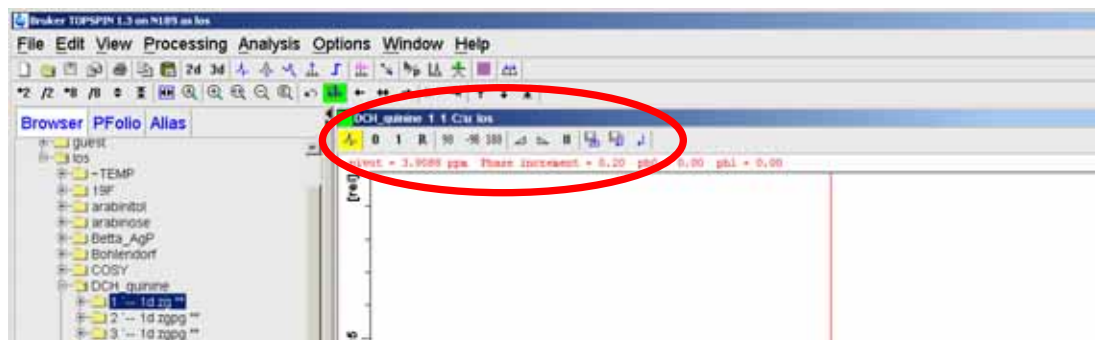 Bruker TOPSPIN 1.3 on N189 as los
File Edit View Processing Analysis Options Window Help
2d 3d
*2 /2 *8 /8
Browser PFolio Alias
DCH_quinine 1 1 C:\u los
0 1 R 90 -90 180
pivot = 3.9088 ppm Phase increment = 0.20 ph0 = 0.00 ph1 = 0.00
[rel]
guest
los
~TEMP
19F
arabinitol
arabinose
Betta_AgP
Bohlendorf
COSY
DCH_quinine
1 '-- 1d zg ""
2 '-- 1d zgpg ""
3 '-- 1d zgpg ""
6